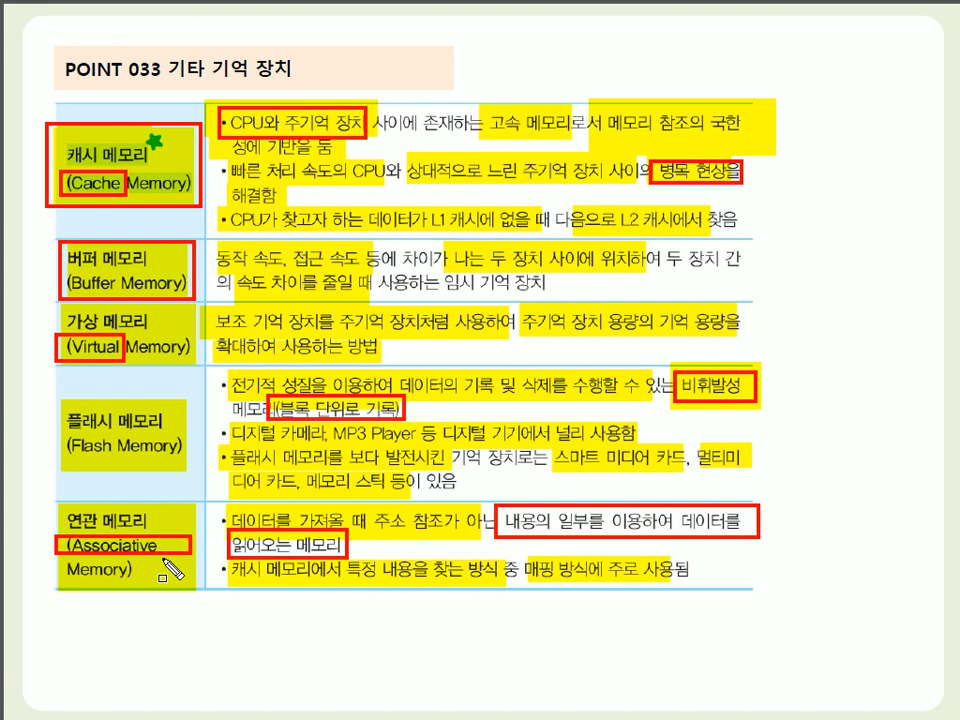 POINT 033 기타 기억 장치
캐시 메모리
(Cache Memory)
• CPU와 주기억 장치 사이에 존재하는 고속 메모리로서 메모리 참조의 국한
성에 기반을 둠
• 빠른 처리 속도의 CPU와 상대적으로 느린 주기억 장치 사이의 병목 현상을
해결함
• CPU가 찾고자 하는 데이터가 L1 캐시에 없을 때 다음으로 L2 캐시에서 찾음
버퍼 메모리
(Buffer Memory)
동작 속도, 접근 속도 등에 차이가 나는 두 장치 사이에 위치하여 두 장치 간
의 속도 차이를 줄일 때 사용하는 임시 기억 장치
가상 메모리
(Virtual Memory)
보조 기억 장치를 주기억 장치처럼 사용하여 주기억 장치 용량의 기억 용량을
확대하여 사용하는 방법
플래시 메모리
(Flash Memory)
• 전기적 성질을 이용하여 데이터의 기록 및 삭제를 수행할 수 있는 비휘발성
메모리(블록 단위로 기록)
• 디지털 카메라, MP3 Player 등 디지털 기기에서 널리 사용함
• 플래시 메모리를 보다 발전시킨 기억 장치로는 스마트 미디어 카드, 멀티미
디어 카드, 메모리 스틱 등이 있음
연관 메모리
(Associative
Memory)
• 데이터를 가져올 때 주소 참조가 아닌 내용의 일부를 이용하여 데이터를
읽어오는 메모리
• 캐시 메모리에서 특정 내용을 찾는 방식 중 매핑 방식에 주로 사용됨